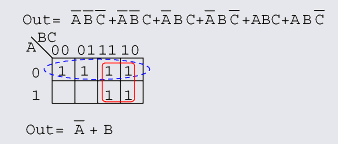 Out= A̅B̅C̅+A̅B̅C+A̅BC+A̅BC̅+ABC+ABC̅
BC
A 00 01 11 10
0 1 1 1 1
1 1 1
Out= A̅ + B